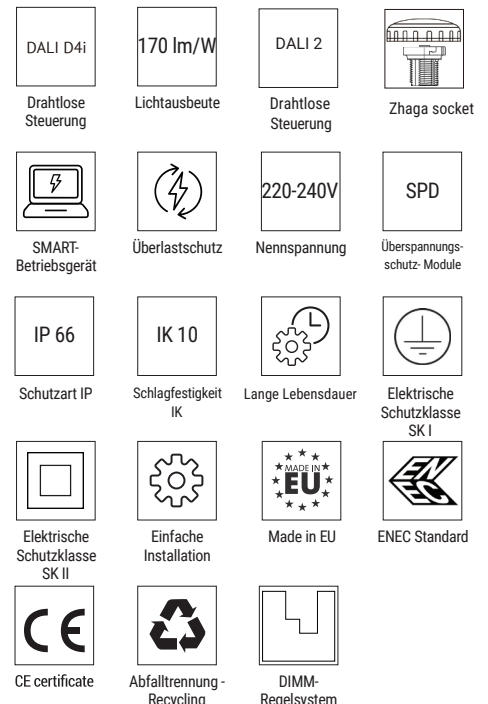 DALI D4i
170 lm/W
DALI 2
Drahtlose
Steuerung
Lichtausbeute
Drahtlose
Steuerung
Zhaga socket
220-240V
SPD
SMART-
Betriebsgerät
Überlastschutz
Nennspannung
Überspannungs-
schutz- Module
IP 66
IK 10
Schutzart IP
Schlagfestigkeit
IK
Lange Lebensdauer
Elektrische
Schutzklasse
SK I
MADE IN
EU
ENEC
Elektrische
Schutzklasse
SK II
Einfache
Installation
Made in EU
ENEC Standard
CE
CE certificate
Abfalltrennung -
Recycling
DIMM-
Regelsystem